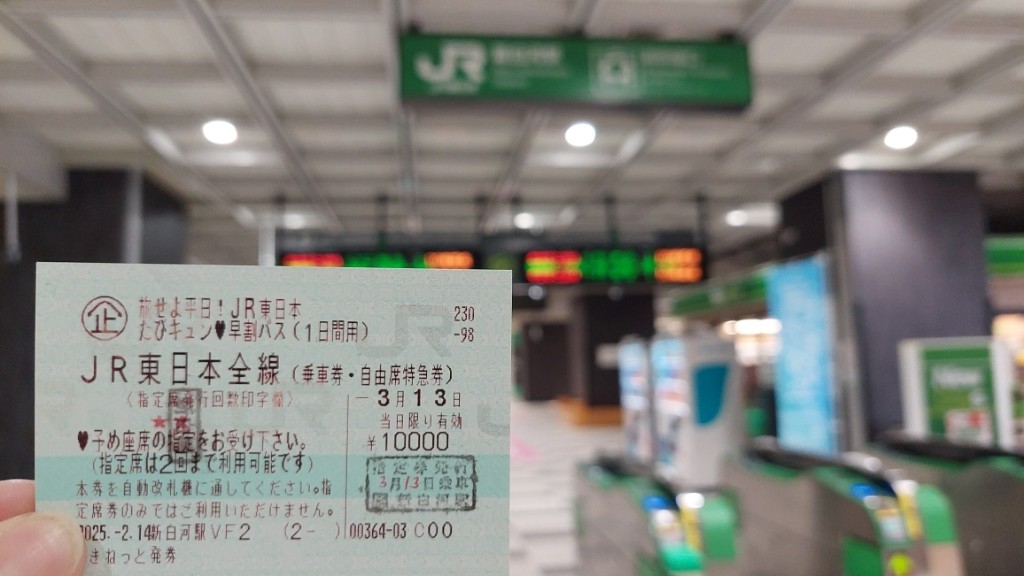 JR
企
旅せよ平日！JR東日本
たびキュン♥早割パス(1日間用)
230
-98
JR東日本全線(乗車券・自由席特急券)
(指定席発行回数印字欄)
-3月13日
当日限り有効
★
♥予め座席の指定をお受け下さい。
¥10000
(指定席は2回まで利用可能です)
3月13日乗車
新白河駅
本券を自動改札機に通してください。指
定席券のみではご利用いただけません。
2025.-2.14新白河駅VF2 (2- )00364-03 C00
きねっと発券